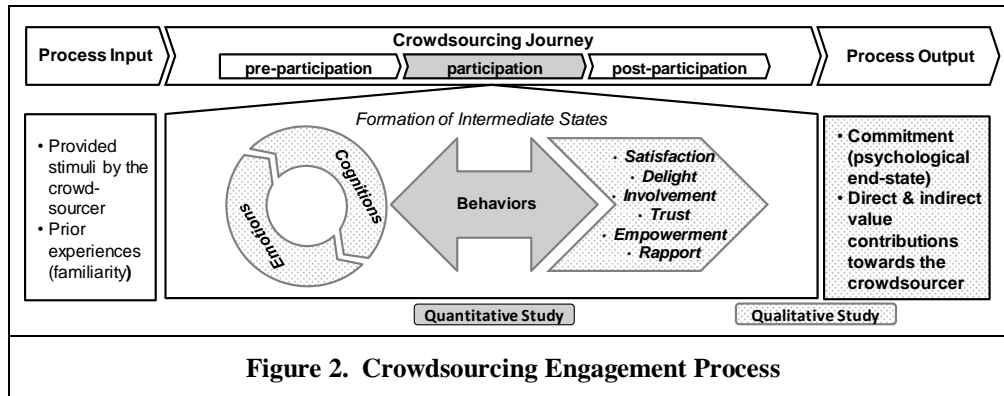 Process Input
Crowdsourcing Journey
pre-participation
participation
post-participation
Process Output
• Provided
stimuli by the
crowd-
sourcer
• Prior
experiences
(familiarity)
Formation of Intermediate States
Emotions
Cognitions
Behaviors
• Satisfaction
• Delight
• Involvement
• Trust
• Empowerment
• Rapport
• Commitment
(psychological
end-state)
• Direct & indirect
value
contributions
towards the
crowdsourcer
Quantitative Study
Qualitative Study
Figure 2. Crowdsourcing Engagement Process